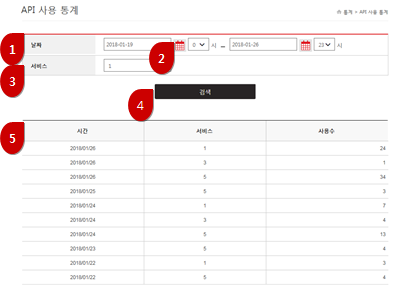 API 사용 통계
통계 > API 사용 통계
1 날짜 2018-01-19 2 0 시 - 2018-01-26 23 시
3 서비스 1
4 검색
5 시간 서비스 사용수
2018/01/26 1 24
2018/01/26 3 1
2018/01/26 5 34
2018/01/25 5 3
2018/01/24 1 7
2018/01/24 3 4
2018/01/24 5 13
2018/01/23 5 4
2018/01/22 1 3
2018/01/22 5 4